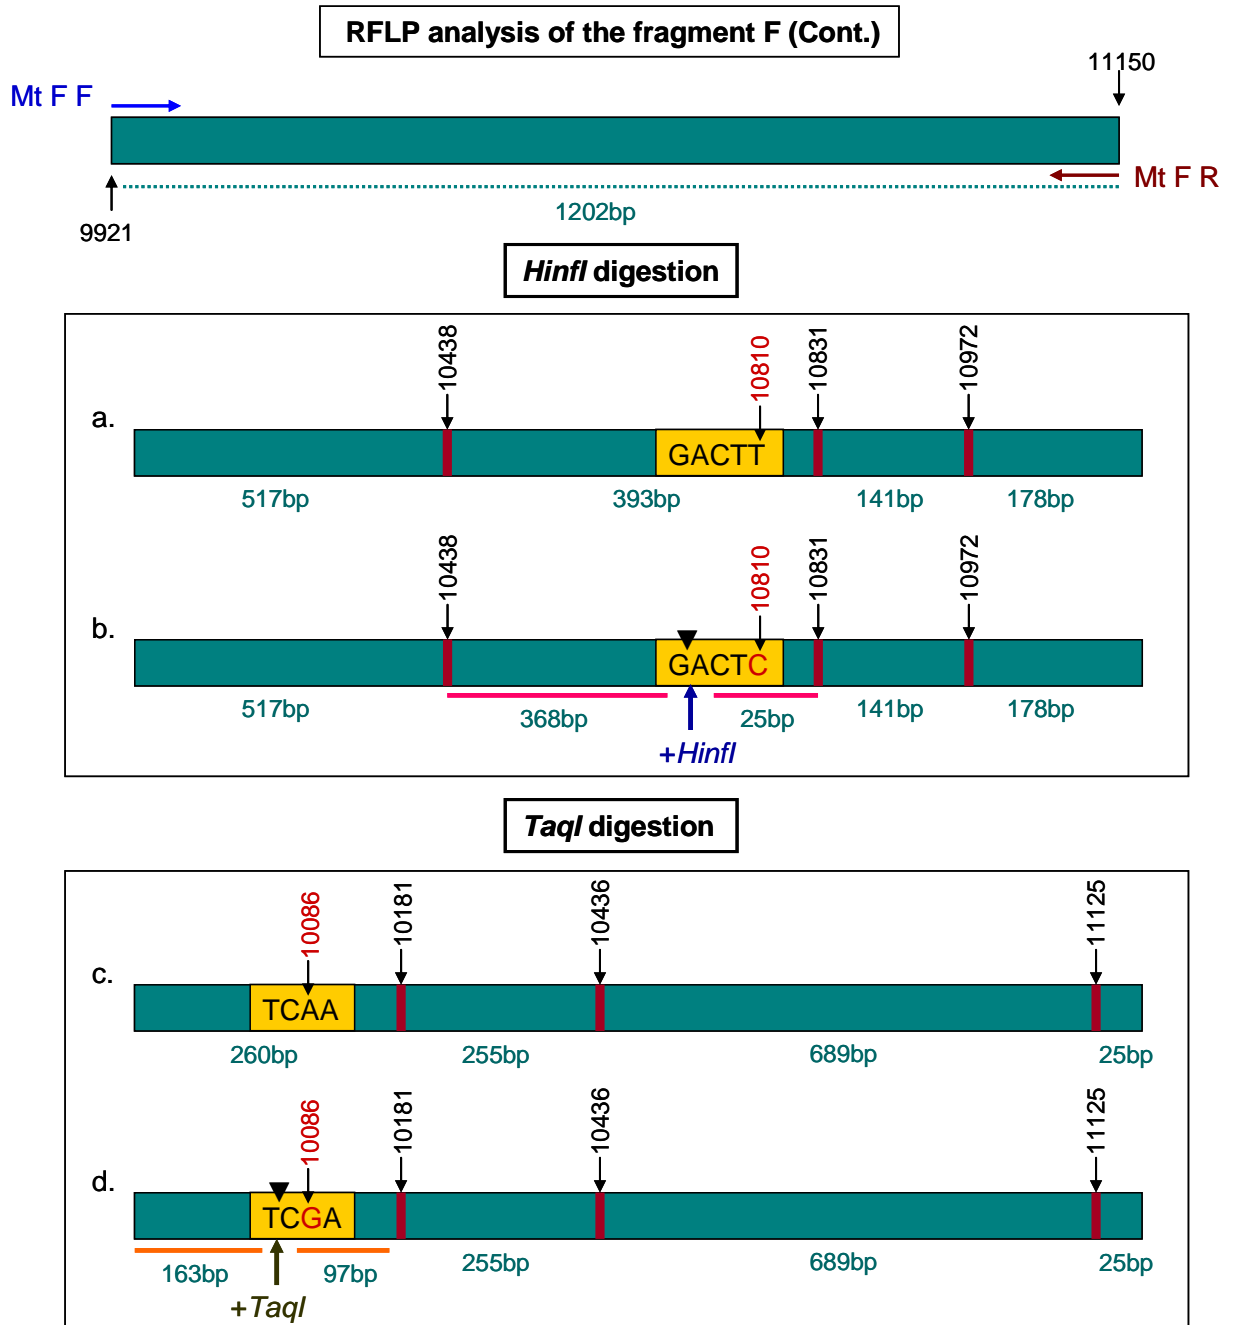 RFLP analysis of the fragment F (Cont.)
11150
Mt F F
Mt F R
1202bp
9921
HinfI digestion
10438
10810
10831
10972
a.
GACTT
517bp 393bp 141bp 178bp
10438
10810
10831
10972
b.
GACTC
517bp 368bp 25bp 141bp 178bp
+HinfI
TaqI digestion
10086
10181
10436
11125
c.
TCAA
260bp 255bp 689bp 25bp
10086
10181
10436
11125
d.
TCGA
163bp 97bp 255bp 689bp 25bp
+TaqI